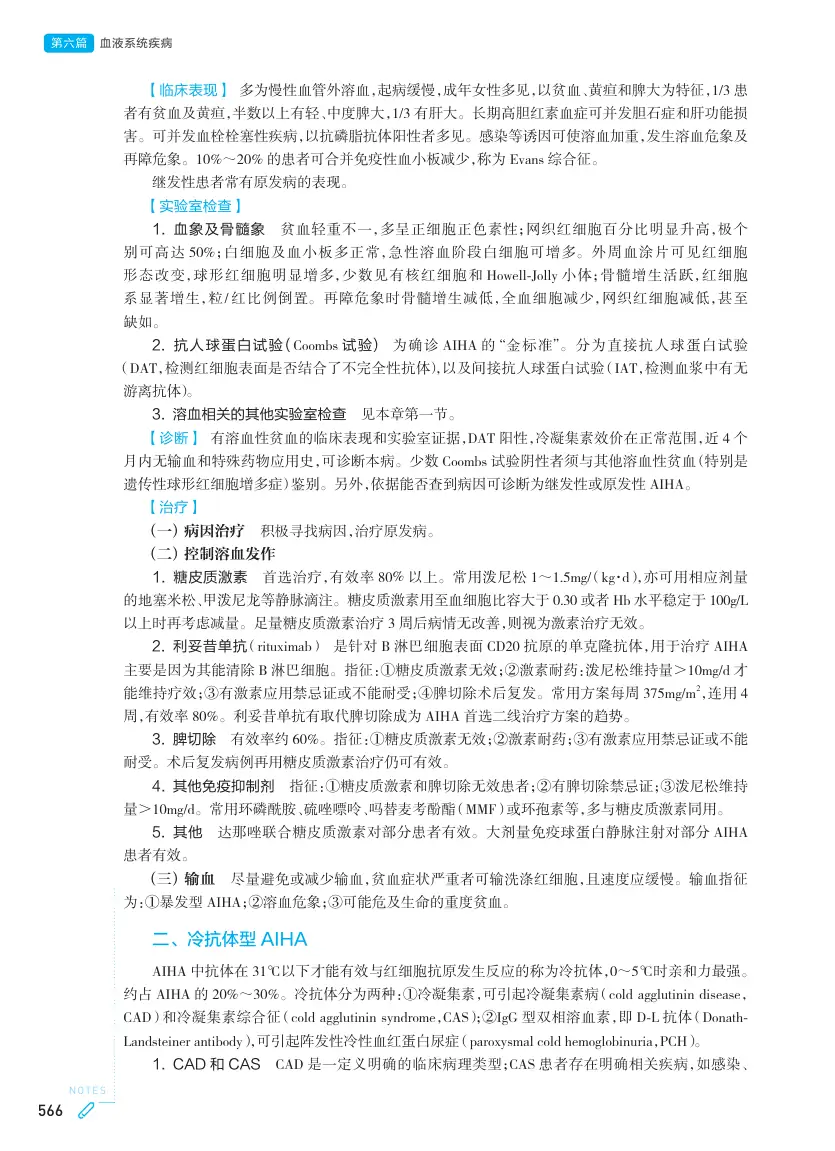 第六篇 血液系统疾病
【临床表现】 多为慢性血管外溶血,起病缓慢,成年女性多见,以贫血、黄疸和脾大为特征,1/3 患
者有贫血及黄疸,半数以上有轻、中度脾大,1/3 有肝大。长期高胆红素血症可并发胆石症和肝功能损
害。可并发血栓栓塞性疾病,以抗磷脂抗体阳性者多见。感染等诱因可使溶血加重,发生溶血危象及
再障危象。10%～20% 的患者可合并免疫性血小板减少,称为 Evans 综合征。
继发性患者常有原发病的表现。
【实验室检查】
1. 血象及骨髓象 贫血轻重不一,多呈正细胞正色素性;网织红细胞百分比明显升高,极个
别可高达 50%;白细胞及血小板多正常,急性溶血阶段白细胞可增多。外周血涂片可见红细胞
形态改变,球形红细胞明显增多,少数见有核红细胞和 Howell-Jolly 小体;骨髓增生活跃,红细胞
系显著增生,粒/红比例倒置。再障危象时骨髓增生减低,全血细胞减少,网织红细胞减低,甚至
缺如。
2. 抗人球蛋白试验(Coombs 试验) 为确诊 AIHA 的“金标准”。分为直接抗人球蛋白试验
(DAT,检测红细胞表面是否结合了不完全性抗体),以及间接抗人球蛋白试验(IAT,检测血浆中有无
游离抗体)。
3. 溶血相关的其他实验室检查 见本章第一节。
【诊断】 有溶血性贫血的临床表现和实验室证据,DAT 阳性,冷凝集素效价在正常范围,近 4 个
月内无输血和特殊药物应用史,可诊断本病。少数 Coombs 试验阴性者须与其他溶血性贫血(特别是
遗传性球形红细胞增多症)鉴别。另外,依据能否查到病因可诊断为继发性或原发性 AIHA。
【治疗】
(一) 病因治疗 积极寻找病因,治疗原发病。
(二) 控制溶血发作
1. 糖皮质激素 首选治疗,有效率 80% 以上。常用泼尼松 1～1.5mg/(kg·d),亦可用相应剂量
的地塞米松、甲泼尼龙等静脉滴注。糖皮质激素用至血细胞比容大于 0.30 或者 Hb 水平稳定于 100g/L
以上时再考虑减量。足量糖皮质激素治疗 3 周后病情无改善,则视为激素治疗无效。
2. 利妥昔单抗(rituximab) 是针对 B 淋巴细胞表面 CD20 抗原的单克隆抗体,用于治疗 AIHA
主要是因为其能清除 B 淋巴细胞。指征:①糖皮质激素无效;②激素耐药:泼尼松维持量＞10mg/d 才
能维持疗效;③有激素应用禁忌证或不能耐受;④脾切除术后复发。常用方案每周 375mg/m²,连用 4
周,有效率 80%。利妥昔单抗有取代脾切除成为 AIHA 首选二线治疗方案的趋势。
3. 脾切除 有效率约 60%。指征:①糖皮质激素无效;②激素耐药;③有激素应用禁忌证或不能
耐受。术后复发病例再用糖皮质激素治疗仍可有效。
4. 其他免疫抑制剂 指征:①糖皮质激素和脾切除无效患者;②有脾切除禁忌证;③泼尼松维持
量＞10mg/d。常用环磷酰胺、硫唑嘌呤、吗替麦考酚酯(MMF)或环孢素等,多与糖皮质激素同用。
5. 其他 达那唑联合糖皮质激素对部分患者有效。大剂量免疫球蛋白静脉注射对部分 AIHA
患者有效。
(三) 输血 尽量避免或减少输血,贫血症状严重者可输洗涤红细胞,且速度应缓慢。输血指征
为:①暴发型 AIHA;②溶血危象;③可能危及生命的重度贫血。
二、冷抗体型 AIHA
AIHA 中抗体在 31℃以下才能有效与红细胞抗原发生反应的称为冷抗体,0～5℃时亲和力最强。
约占 AIHA 的 20%～30%。冷抗体分为两种:①冷凝集素,可引起冷凝集素病(cold agglutinin disease,
CAD)和冷凝集素综合征(cold agglutinin syndrome,CAS);②IgG 型双相溶血素,即 D-L 抗体(Donath-
Landsteiner antibody),可引起阵发性冷性血红蛋白尿症(paroxysmal cold hemoglobinuria,PCH)。
1. CAD 和 CAS CAD 是一定义明确的临床病理类型;CAS 患者存在明确相关疾病,如感染、
NOTES
566